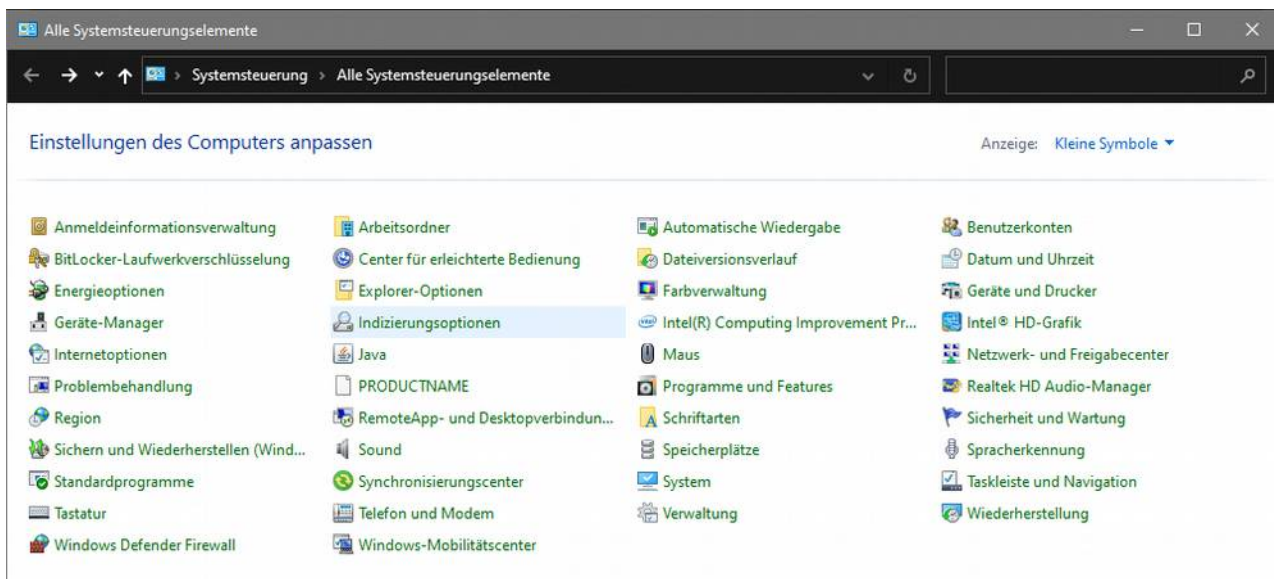 Alle Systemsteuerungselemente
Systemsteuerung > Alle Systemsteuerungselemente
Einstellungen des Computers anpassen Anzeige: Kleine Symbole
Anmeldeinformationsverwaltung Arbeitsordner Automatische Wiedergabe Benutzerkonten
BitLocker-Laufwerkverschlüsselung Center für erleichterte Bedienung Dateiversionsverlauf Datum und Uhrzeit
Energieoptionen Explorer-Optionen Farbverwaltung Geräte und Drucker
Geräte-Manager Indizierungsoptionen Intel(R) Computing Improvement Pr... Intel® HD-Grafik
Internetoptionen Java Maus Netzwerk- und Freigabecenter
Problembehandlung PRODUCTNAME Programme und Features Realtek HD Audio-Manager
Region RemoteApp- und Desktopverbindun... Schriftarten Sicherheit und Wartung
Sichern und Wiederherstellen (Wind... Sound Speicherplätze Spracherkennung
Standardprogramme Synchronisierungscenter System Taskleiste und Navigation
Tastatur Telefon und Modem Verwaltung Wiederherstellung
Windows Defender Firewall Windows-Mobilitätscenter